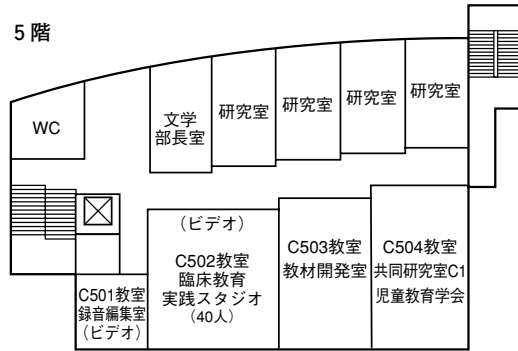 5階
WC
文学
部長室
研究室
研究室
研究室
研究室
(ビデオ)
C502教室
臨床教育
実践スタジオ
(40人)
C503教室
教材開発室
C504教室
共同研究室C1
児童教育学会
C501教室
録音編集室
(ビデオ)